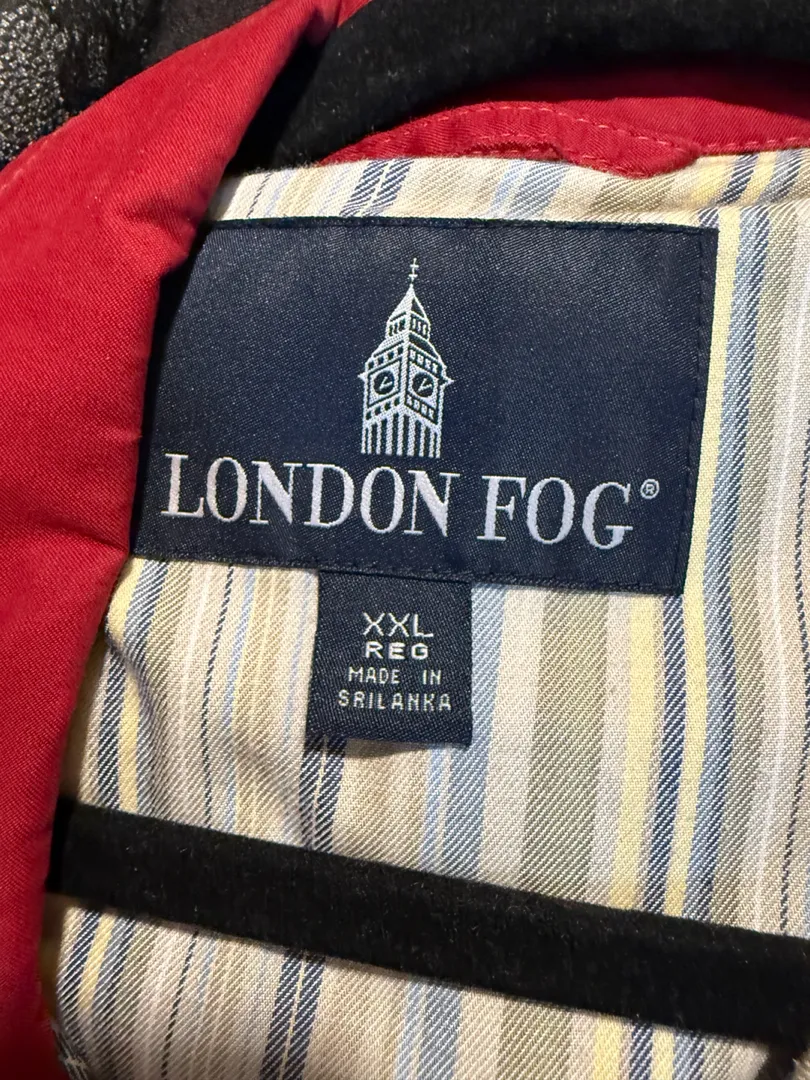 LONDON FOG®
XXL
REG
MADE IN
SRILANKA